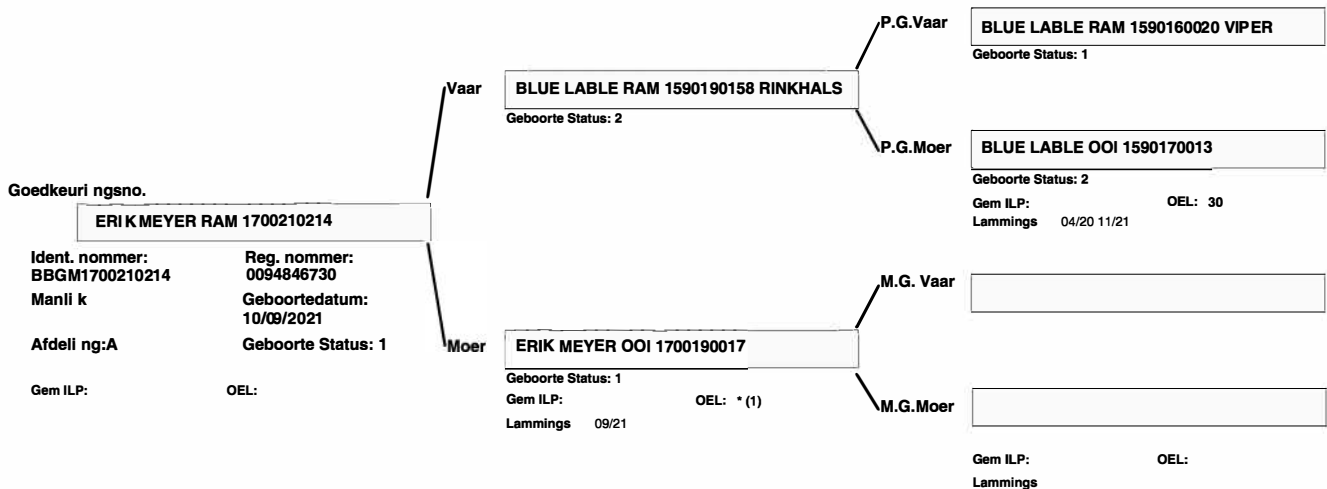 P.G.Vaar
BLUE LABLE RAM 1590160020 VIPER
Geboorte Status: 1
Vaar
BLUE LABLE RAM 1590190158 RINKHALS
Geboorte Status: 2
P.G.Moer
BLUE LABLE OOI 1590170013
Geboorte Status: 2
Gem ILP: OEL: 30
Lammings 04/20 11/21
Goedkeuri ngsno.
ERIK MEYER RAM 1700210214
Ident. nommer: Reg. nommer:
BBGM1700210214 0094846730
Manli k Geboortedatum:
10/09/2021
Afdeli ng:A Geboorte Status: 1
Gem ILP: OEL:
M.G. Vaar
Moer
ERIK MEYER OOI 1700190017
Geboorte Status: 1
Gem ILP: OEL: * (1)
Lammings 09/21
M.G.Moer
Gem ILP: OEL:
Lammings